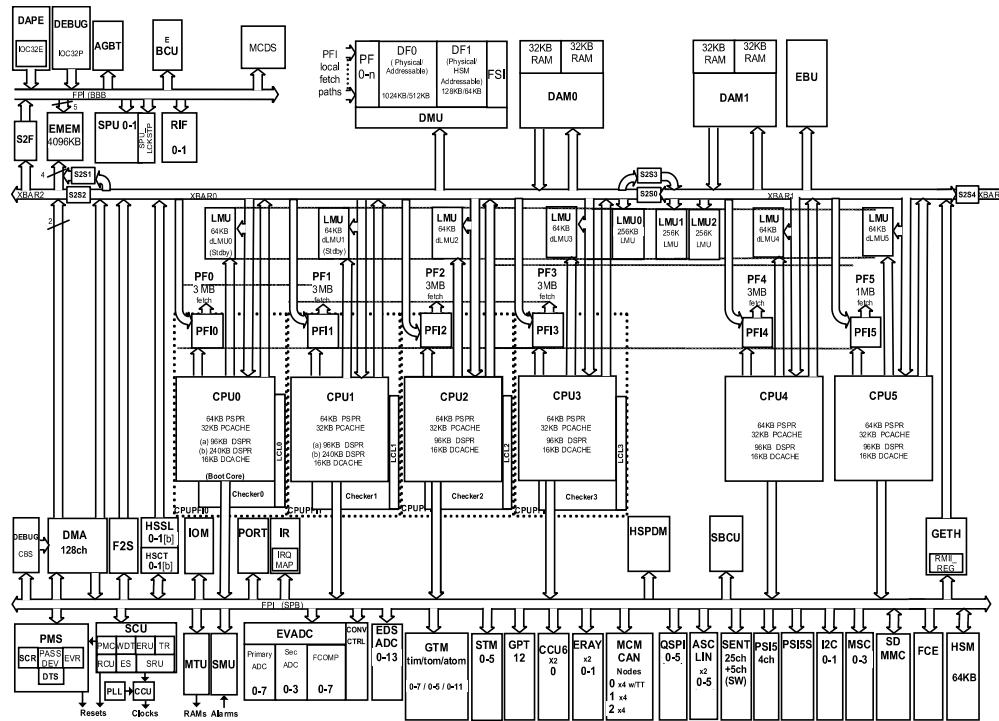 DAPE
IOC32E
DEBUG
IOC32P
AGBT
E
BCU
MCDS
FPI (BBB
5
S2F
EMEM
4096KB
SPU 0-1
SPU_
LCKSTP
RIF
0-1
PFI
local
fetch
paths
PF
0-n
DF0
( Physical/
Addressable)
1024KB/512KB
DF1
(Physical/
HSM
Addressable)
128KB/64KB
FSI
DMU
32KB
RAM
32KB
RAM
DAM0
32KB
RAM
32KB
RAM
DAM1
EBU
4
S2S1
S2S2
XBAR2
XBAR0
S2S3
S2S0
XBAR1
S2S4
XBAR
2
LMU
64KB
dLMU0
(Stdby)
LMU
64KB
dLMU1
(Stdby)
LMU
64KB
dLMU2
LMU
64KB
dLMU3
LMU0
256KB
LMU
LMU1
256K
LMU
LMU2
256K
LMU
LMU
64KB
dLMU4
LMU
64KB
dLMU5
PF0
3MB
fetch
PF1
3MB
fetch
PF2
3MB
fetch
PF3
3MB
fetch
PF4
3MB
fetch
PF5
1MB
fetch
PFI0
PFI1
PFI2
PFI3
PFI4
PFI5
CPU0
64KB PSPR
32KB PCACHE
(a) 96KB DSPR
(b) 240KB DSPR
16KB DCACHE
(Boot Core)
LCL0
Checker0
CPUPFI0
CPU1
64KB PSPR
32KB PCACHE
(a) 96KB DSPR
(b) 240KB DSPR
16KB DCACHE
LCL1
Checker1
CPU2
64KB PSPR
32KB PCACHE
96KB DSPR
16KB DCACHE
LCL2
Checker2
CPU3
64KB PSPR
32KB PCACHE
96KB DSPR
16KB DCACHE
LCL3
Checker3
CPU4
64KB PSPR
32KB PCACHE
96KB DSPR
16KB DCACHE
CPU5
64KB PSPR
32KB PCACHE
96KB DSPR
16KB DCACHE
DEBUG
CBS
DMA
128ch
F2S
HSSL
0-1[b]
HSCT
0-1[b]
IOM
PORT
IR
IRQ
MAP
HSPDM
SBCU
GETH
RMII_
REG
FPI (SPB)
PMS
SCR
PASS
DEV
EVR
DTS
SCU
PMC
WDT
ERU
TR
RCU
ES
SRU
PLL
CCU
Resets
Clocks
MTU
RAMs
SMU
Alarms
EVADC
Primary
ADC
0-7
Sec
ADC
0-3
FCOMP
0-7
CONV
CTRL
EDS
ADC
0-13
GTM
tim/tom/atom
0-7 / 0-5 / 0-11
STM
0-5
GPT
12
CCU6
x2
0
ERAY
x2
0-1
MCM
CAN
Nodes
0 x4 w/TT
1 x4
2 x4
QSPI
0-5
ASC
LIN
x2
0-5
SENT
25ch
+5ch
(SW)
PSI5
4ch
PSI5S
I2C
0-1
MSC
0-3
SD
MMC
FCE
HSM
64KB